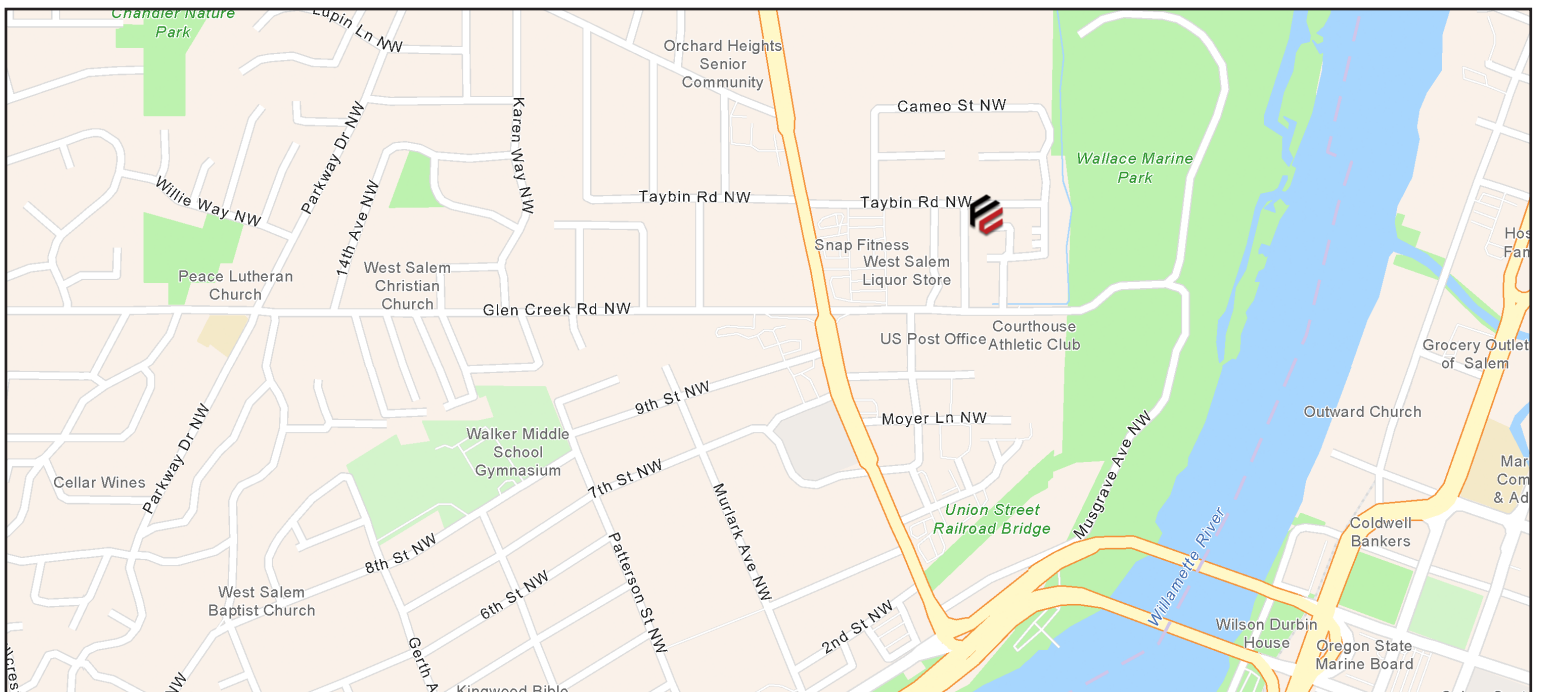 Chandler Nature
Park
Lupin Ln NW
Orchard Heights
Senior
Community
Karen Way NW
Parkway Dr NW
Cameo St NW
Wallace Marine
Park
Willie Way NW
14th Ave NW
Taybin Rd NW
Taybin Rd NW
Snap Fitness
West Salem
Liquor Store
Peace Lutheran
Church
West Salem
Christian
Church
Hos
Fan
Glen Creek Rd NW
US Post Office
Courthouse
Athletic Club
Grocery Outlet
of Salem
9th St NW
Moyer Ln NW
Outward Church
Walker Middle
School
Gymnasium
Parkway Dr NW
Cellar Wines
7th St NW
Musgrave Ave NW
Mar
Com
& Ad
Murlark Ave NW
Union Street
Railroad Bridge
Coldwell
Bankers
8th St NW
Patterson St NW
Willamette River
West Salem
Baptist Church
6th St NW
2nd St NW
Wilson Durbin
House
Oregon State
Marine Board
Gerth A
NW
Kingwood Bible